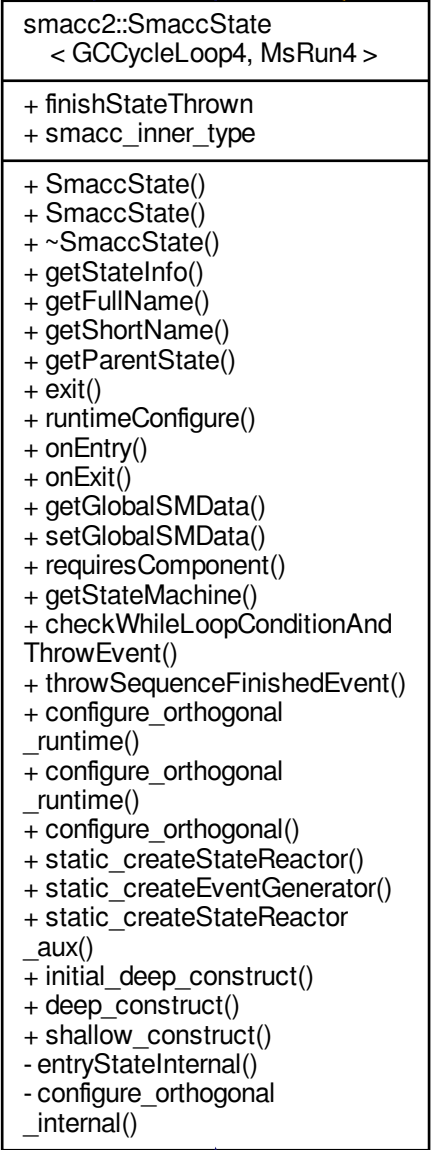 smacc2::SmaccState
< GCCycleLoop4, MsRun4 >
+ finishStateThrown
+ smacc_inner_type
+ SmaccState()
+ SmaccState()
+ ~SmaccState()
+ getStateInfo()
+ getFullName()
+ getShortName()
+ getParentState()
+ exit()
+ runtimeConfigure()
+ onEntry()
+ onExit()
+ getGlobalSMData()
+ setGlobalSMData()
+ requiresComponent()
+ getStateMachine()
+ checkWhileLoopConditionAnd
ThrowEvent()
+ throwSequenceFinishedEvent()
+ configure_orthogonal
_runtime()
+ configure_orthogonal
_runtime()
+ configure_orthogonal()
+ static_createStateReactor()
+ static_createEventGenerator()
+ static_createStateReactor
_aux()
+ initial_deep_construct()
+ deep_construct()
+ shallow_construct()
- entryStateInternal()
- configure_orthogonal
_internal()